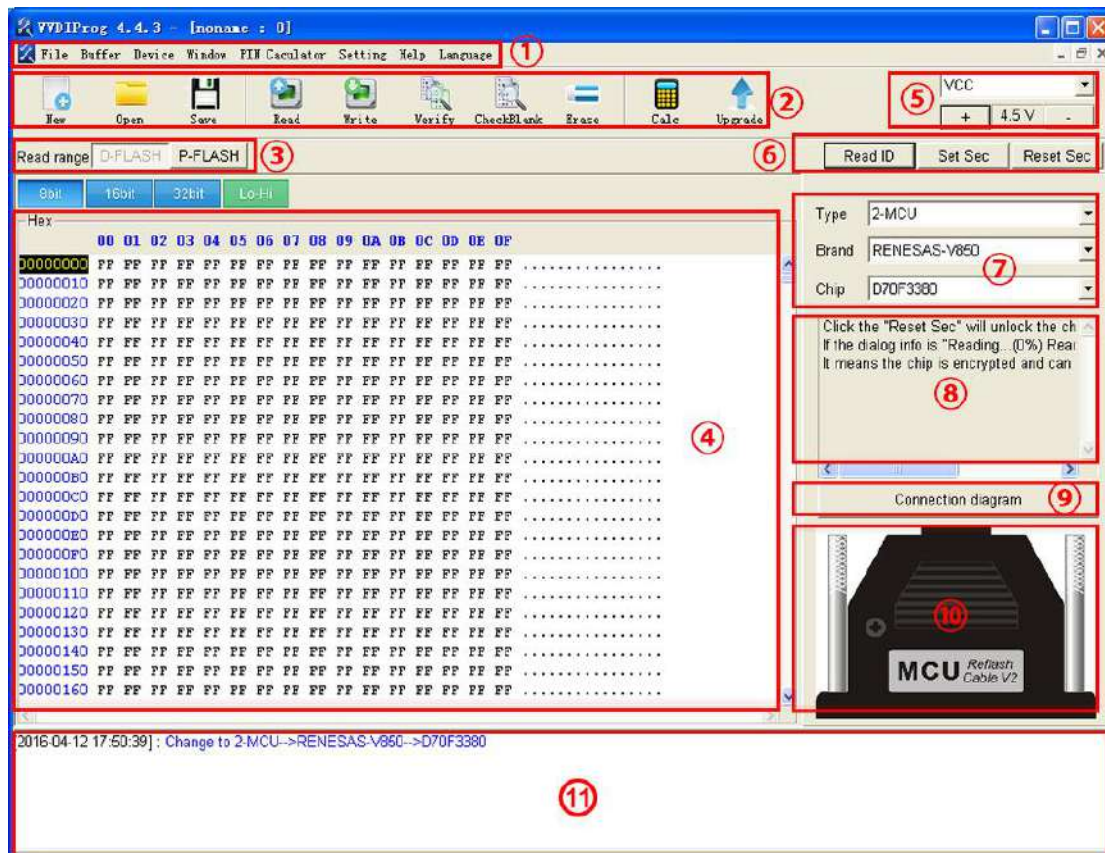 VVDIProg 4.4.3 - [noname : 0]
File Buffer Device Window PIN Caculator Setting Help Language ①
New Open Save Read Write Verify CheckBlank Erase Calc Upgrade ②
⑤ VCC
+ 4.5 V -
Read range D-FLASH P-FLASH ③
⑥ Read ID Set Sec Reset Sec
8bit 16bit 32bit Lo-Hi
Hex
00 01 02 03 04 05 06 07 08 09 0A 0B 0C 0D 0E 0F
00000000 FF FF FF FF FF FF FF FF FF FF FF FF FF FF FF FF ................
00000010 FF FF FF FF FF FF FF FF FF FF FF FF FF FF FF FF ................
00000020 FF FF FF FF FF FF FF FF FF FF FF FF FF FF FF FF ................
00000030 FF FF FF FF FF FF FF FF FF FF FF FF FF FF FF FF ................
00000040 FF FF FF FF FF FF FF FF FF FF FF FF FF FF FF FF ................
00000050 FF FF FF FF FF FF FF FF FF FF FF FF FF FF FF FF ................
00000060 FF FF FF FF FF FF FF FF FF FF FF FF FF FF FF FF ................
00000070 FF FF FF FF FF FF FF FF FF FF FF FF FF FF FF FF ................
00000080 FF FF FF FF FF FF FF FF FF FF FF FF FF FF FF FF ................
00000090 FF FF FF FF FF FF FF FF FF FF FF FF FF FF FF FF ................
000000A0 FF FF FF FF FF FF FF FF FF FF FF FF FF FF FF FF ................
000000B0 FF FF FF FF FF FF FF FF FF FF FF FF FF FF FF FF ................
000000C0 FF FF FF FF FF FF FF FF FF FF FF FF FF FF FF FF ................
000000D0 FF FF FF FF FF FF FF FF FF FF FF FF FF FF FF FF ................
000000E0 FF FF FF FF FF FF FF FF FF FF FF FF FF FF FF FF ................
000000F0 FF FF FF FF FF FF FF FF FF FF FF FF FF FF FF FF ................
00000100 FF FF FF FF FF FF FF FF FF FF FF FF FF FF FF FF ................
00000110 FF FF FF FF FF FF FF FF FF FF FF FF FF FF FF FF ................
00000120 FF FF FF FF FF FF FF FF FF FF FF FF FF FF FF FF ................
00000130 FF FF FF FF FF FF FF FF FF FF FF FF FF FF FF FF ................
00000140 FF FF FF FF FF FF FF FF FF FF FF FF FF FF FF FF ................
00000150 FF FF FF FF FF FF FF FF FF FF FF FF FF FF FF FF ................
00000160 FF FF FF FF FF FF FF FF FF FF FF FF FF FF FF FF ................
④
Type 2-MCU
Brand RENESAS-V850
⑦
Chip D70F3380
Click the "Reset Sec" will unlock the ch
If the dialog info is "Reading...(0%) Rea
It means the chip is encrypted and can
⑧
Connection diagram ⑨
⑩
MCU Reflash
Cable V2
[2016-04-12 17:50:39] : Change to 2-MCU-->RENESAS-V850-->D70F3380
⑪